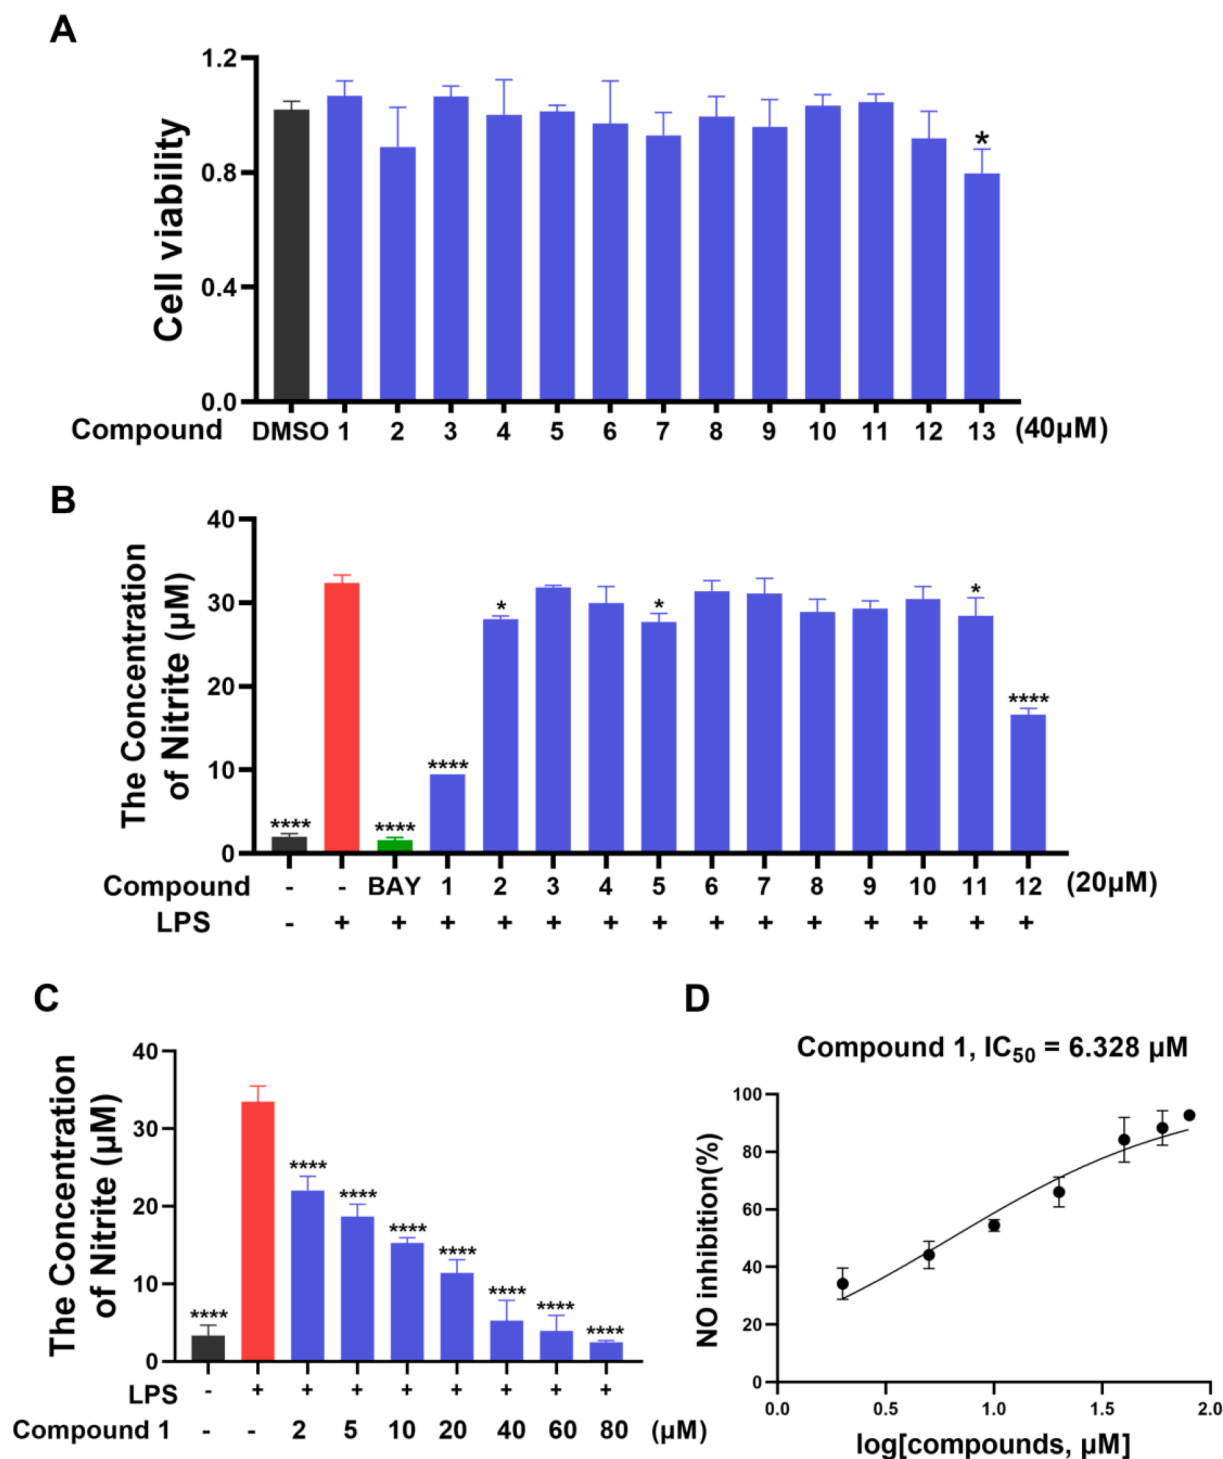 A
1.2
0.8
0.4
0.0
Cell viability
*
Compound DMSO 1 2 3 4 5 6 7 8 9 10 11 12 13 (40μM)
B
40
30
20
10
0
The Concentration
of Nitrite (μM)
**** **** **** * * * ****
Compound - - BAY 1 2 3 4 5 6 7 8 9 10 11 12 (20μM)
LPS - + + + + + + + + + + + + + +
C
40
30
20
10
0
The Concentration
of Nitrite (μM)
**** **** **** **** **** **** **** ****
LPS - + + + + + + + +
Compound 1 - - 2 5 10 20 40 60 80 (μM)
D
Compound 1, IC50 = 6.328 μM
100
80
60
40
20
0
NO inhibition(%)
0.0 0.5 1.0 1.5 2.0
log[compounds, μM]